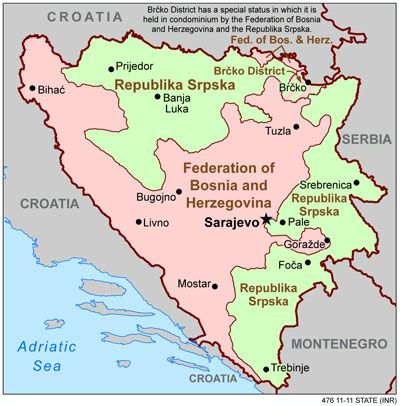 Brčko District has a special status in which it is
held in condominium by the Federation of Bosnia
and Herzegovina and the Republika Srpska.
CROATIA
Fed. of Bos. & Herz.
Brčko District
Prijedor
Republika Srpska
Bihać
Brčko
Banja
Luka
Tuzla
SERBIA
Federation of
Bosnia and
Herzegovina
Srebrenica
Republika
Srpska
Bugojno
CROATIA
Livno
Sarajevo
Pale
Goražde
Foča
Mostar
Republika
Srpska
Adriatic
Sea
MONTENEGRO
Trebinje
CROATIA
476 11-11 STATE (INR)